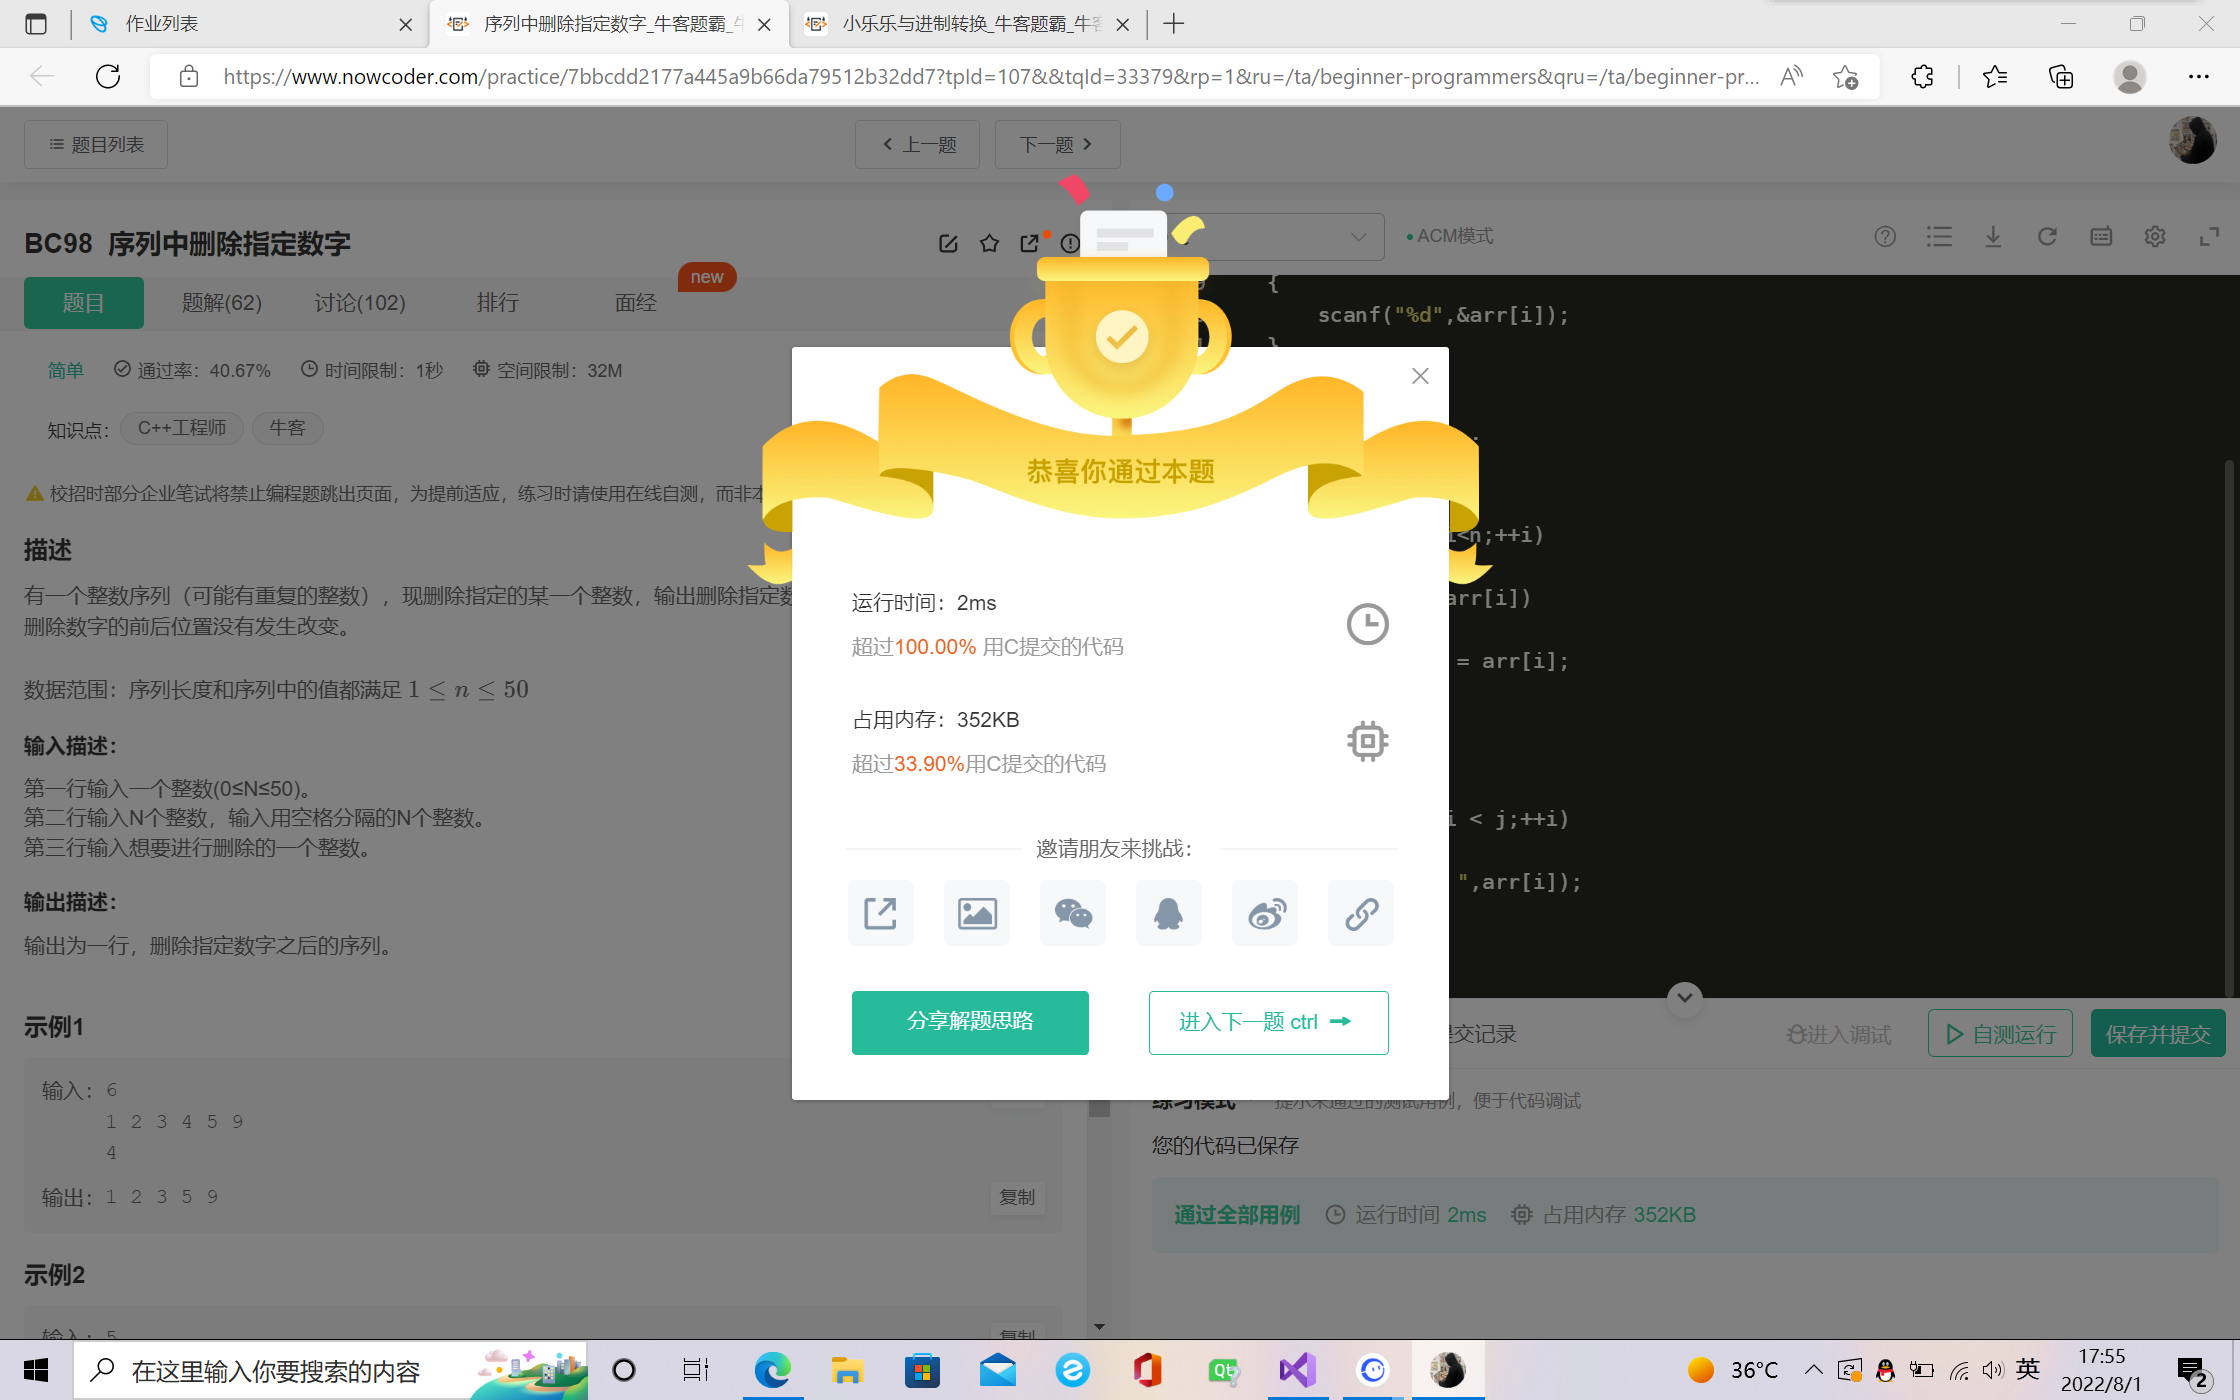 作业列表
序列中删除指定数字_牛客题霸_牛
小乐乐与进制转换_牛客题霸_牛客
https://www.nowcoder.com/practice/7bbcdd2177a445a9b66da79512b32dd7?tpId=107&&tqId=33379&rp=1&ru=/ta/beginner-programmers&qru=/ta/beginner-pr...
题目列表
上一题
下一题
BC98 序列中删除指定数字
ACM模式
题目
题解(62)
讨论(102)
排行
面经
new
简单
通过率：40.67%
时间限制：1秒
空间限制：32M
知识点：
C++工程师
牛客
校招时部分企业笔试将禁止编程题跳出页面，为提前适应，练习时请使用在线自测，而非本
描述
有一个整数序列（可能有重复的整数），现删除指定的某一个整数，输出删除指定数
删除数字的前后位置没有发生改变。
数据范围：序列长度和序列中的值都满足 1 ≤ n ≤ 50
输入描述：
第一行输入一个整数(0≤N≤50)。
第二行输入N个整数，输入用空格分隔的N个整数。
第三行输入想要进行删除的一个整数。
输出描述：
输出为一行，删除指定数字之后的序列。
示例1
输入：6
1 2 3 4 5 9
4
输出：1 2 3 5 9
复制
示例2
输入：5
复制
{
scanf("%d",&arr[i]);
}
i<n;++i)
arr[i])
= arr[i];
i < j;++i)
",arr[i]);
恭喜你通过本题
运行时间：2ms
超过100.00% 用C提交的代码
占用内存：352KB
超过33.90%用C提交的代码
邀请朋友来挑战：
分享解题思路
进入下一题 ctrl
提交记录
进入调试
自测运行
保存并提交
练习模式
提示未通过的测试用例，便于代码调试
您的代码已保存
通过全部用例
运行时间 2ms
占用内存 352KB
在这里输入你要搜索的内容
36°C
英
17:55
2022/8/1
2